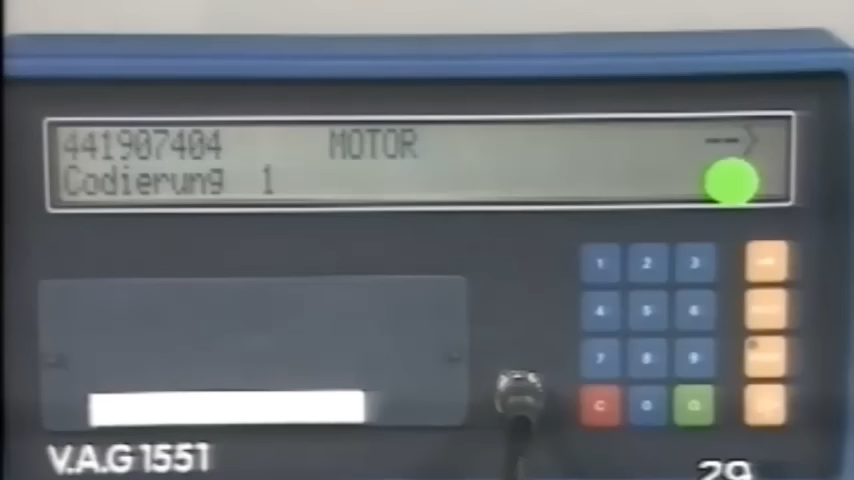 441907404 MOTOR -->
Codierung 1
1 2 3
4 5 6
7 8 9
C 0 Q
V.A.G 1551
29